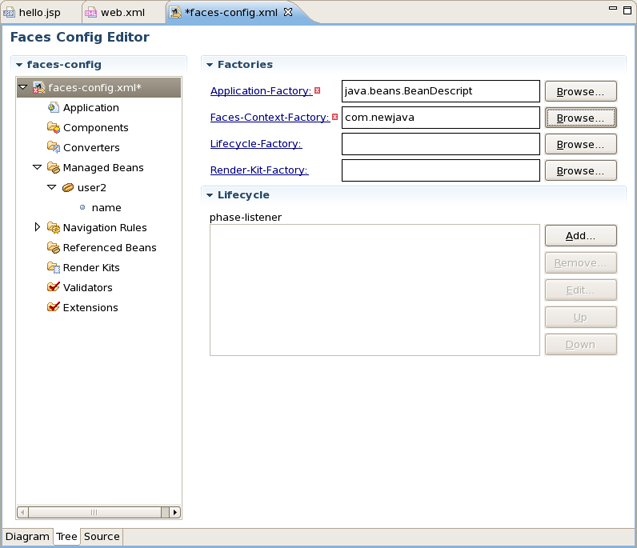 hello.jsp web.xml *faces-config.xml
Faces Config Editor
faces-config
faces-config.xml*
Application
Components
Converters
Managed Beans
user2
name
Navigation Rules
Referenced Beans
Render Kits
Validators
Extensions
Factories
Application-Factory: java.beans.BeanDescript Browse...
Faces-Context-Factory: com.newjava Browse...
Lifecycle-Factory: Browse...
Render-Kit-Factory: Browse...
Lifecycle
phase-listener
Add...
Remove...
Edit...
Up
Down
Diagram Tree Source